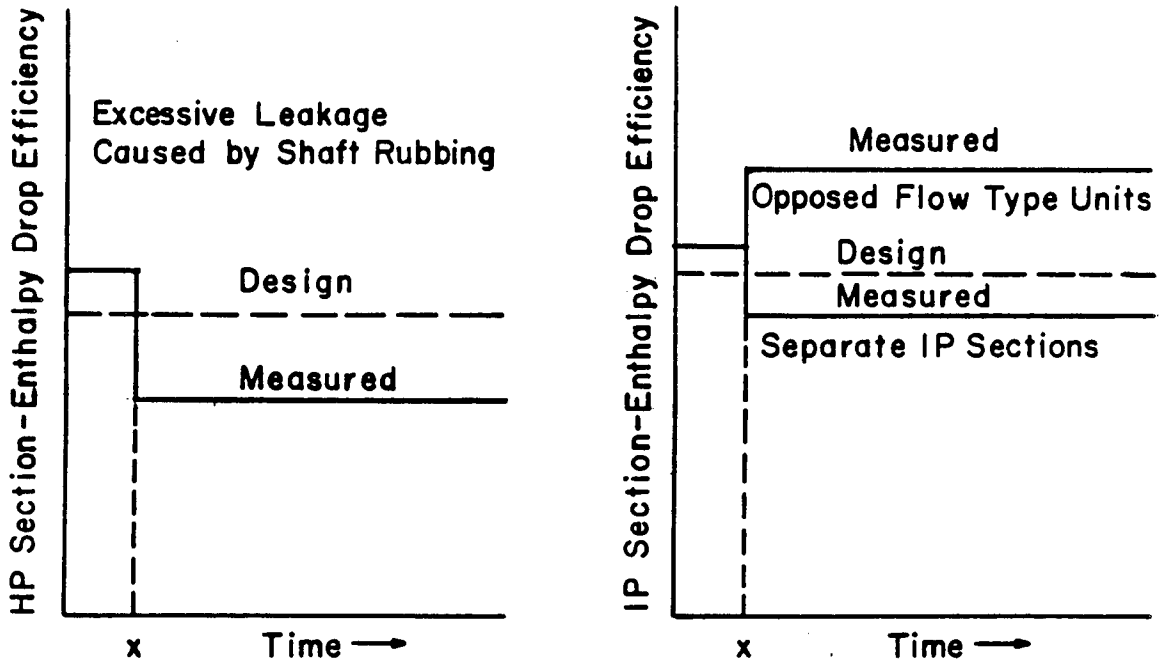 HP Section-Enthalpy Drop Efficiency
Excessive Leakage
Caused by Shaft Rubbing
Design
Measured
x
Time
IP Section-Enthalpy Drop Efficiency
Measured
Opposed Flow Type Units
Design
Measured
Separate IP Sections
x
Time